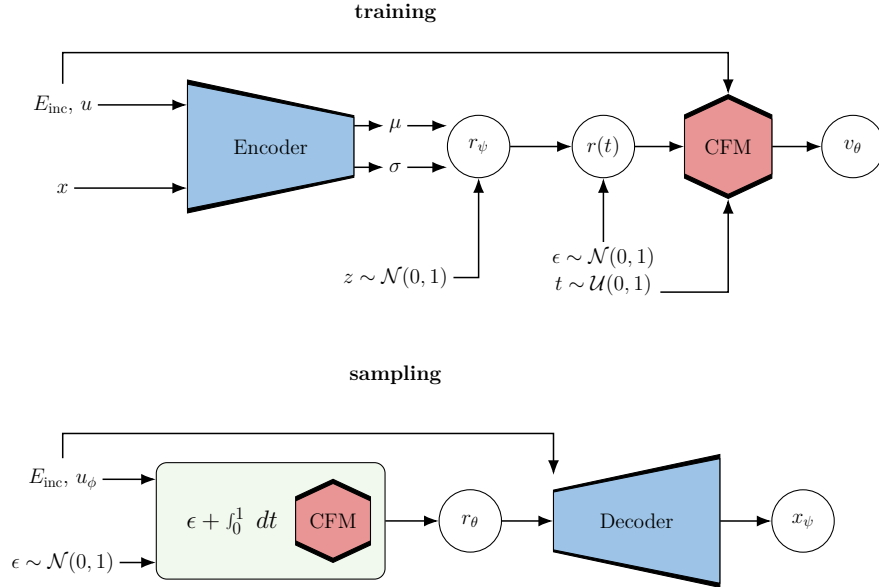 training
E_inc, u
x
Encoder
μ
σ
r_ψ
r(t)
CFM
v_θ
z ∼ 𝒩(0, 1)
ϵ ∼ 𝒩(0, 1)
t ∼ 𝒰(0, 1)
sampling
E_inc, u_ϕ
ϵ ∼ 𝒩(0, 1)
ϵ + ∫_0^1 dt
CFM
r_θ
Decoder
x_ψ